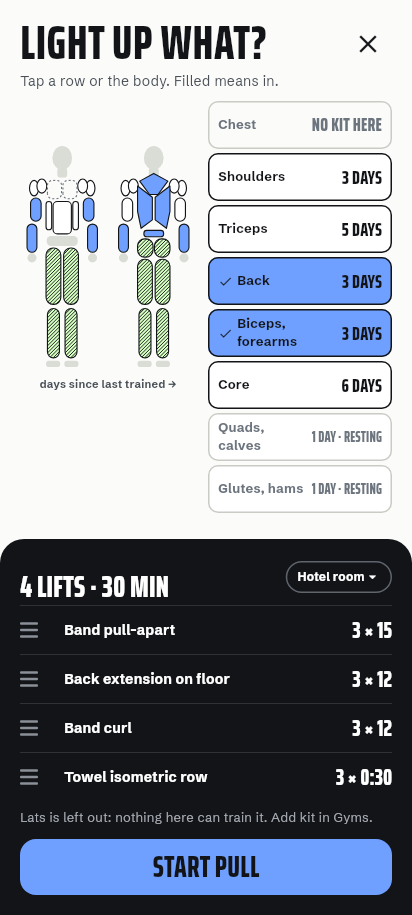 LIGHT UP WHAT?
Tap a row or the body. Filled means in.
Chest NO KIT HERE
Shoulders 3 DAYS
Triceps 5 DAYS
Back 3 DAYS
Biceps,
forearms 3 DAYS
Core 6 DAYS
Quads,
calves 1 DAY · RESTING
Glutes, hams 1 DAY · RESTING
days since last trained →
4 LIFTS · 30 MIN
Hotel room
Band pull-apart 3 × 15
Back extension on floor 3 × 12
Band curl 3 × 12
Towel isometric row 3 × 0:30
Lats is left out: nothing here can train it. Add kit in Gyms.
START PULL